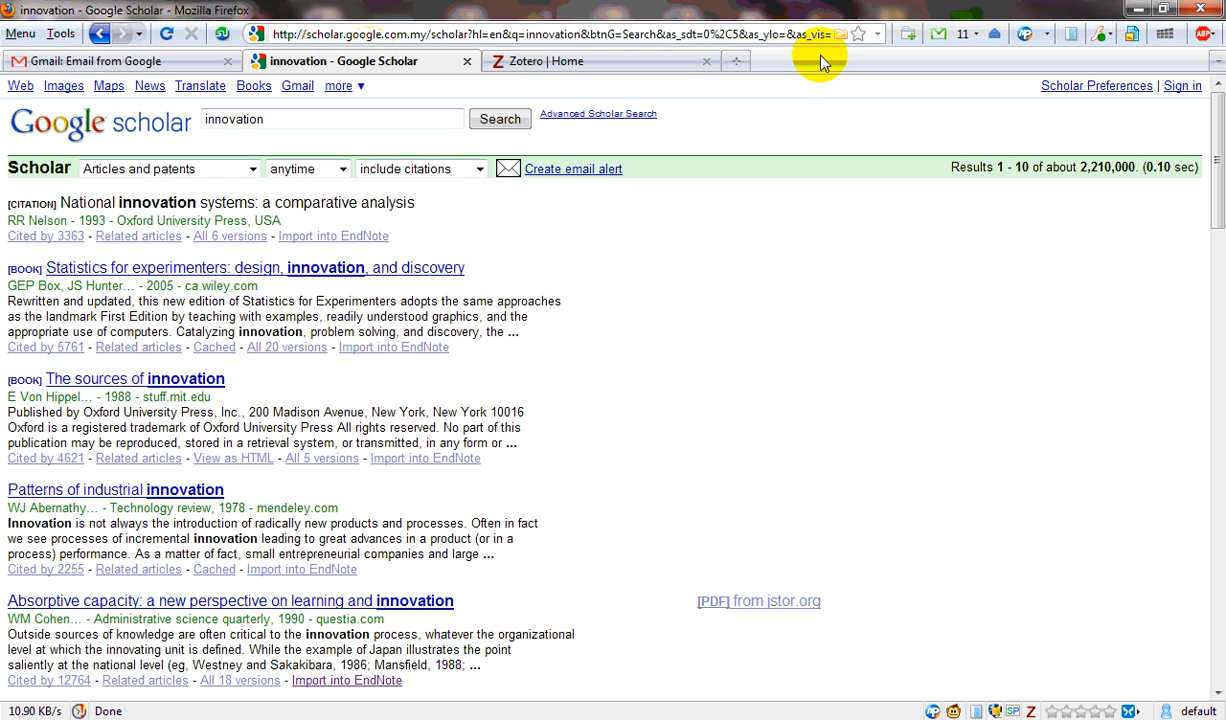 innovation - Google Scholar - Mozilla Firefox
Menu Tools http://scholar.google.com.my/scholar?hl=en&q=innovation&btnG=Search&as_sdt=0%2C5&as_ylo=&as_vis= 11
Gmail: Email from Google innovation - Google Scholar Zotero | Home
Web Images Maps News Translate Books Gmail more ▼ Scholar Preferences | Sign in
Google scholar innovation Search Advanced Scholar Search
Scholar Articles and patents anytime include citations Create email alert Results 1 - 10 of about 2,210,000. (0.10 sec)
[CITATION] National innovation systems: a comparative analysis
RR Nelson - 1993 - Oxford University Press, USA
Cited by 3363 - Related articles - All 6 versions - Import into EndNote
[BOOK] Statistics for experimenters: design, innovation, and discovery
GEP Box, JS Hunter... - 2005 - ca.wiley.com
Rewritten and updated, this new edition of Statistics for Experimenters adopts the same approaches
as the landmark First Edition by teaching with examples, readily understood graphics, and the
appropriate use of computers. Catalyzing innovation, problem solving, and discovery, the ...
Cited by 5761 - Related articles - Cached - All 20 versions - Import into EndNote
[BOOK] The sources of innovation
E Von Hippel... - 1988 - stuff.mit.edu
Published by Oxford University Press, Inc., 200 Madison Avenue, New York, New York 10016
Oxford is a registered trademark of Oxford University Press All rights reserved. No part of this
publication may be reproduced, stored in a retrieval system, or transmitted, in any form or ...
Cited by 4621 - Related articles - View as HTML - All 5 versions - Import into EndNote
Patterns of industrial innovation
WJ Abernathy... - Technology review, 1978 - mendeley.com
Innovation is not always the introduction of radically new products and processes. Often in fact
we see processes of incremental innovation leading to great advances in a product (or in a
process) performance. As a matter of fact, small entrepreneurial companies and large ...
Cited by 2255 - Related articles - Cached - Import into EndNote
Absorptive capacity: a new perspective on learning and innovation [PDF] from jstor.org
WM Cohen... - Administrative science quarterly, 1990 - questia.com
Outside sources of knowledge are often critical to the innovation process, whatever the organizational
level at which the innovating unit is defined. While the example of Japan illustrates the point
saliently at the national level (eg, Westney and Sakakibara, 1986; Mansfield, 1988; ...
Cited by 12764 - Related articles - All 18 versions - Import into EndNote
10.90 KB/s Done SP Z default